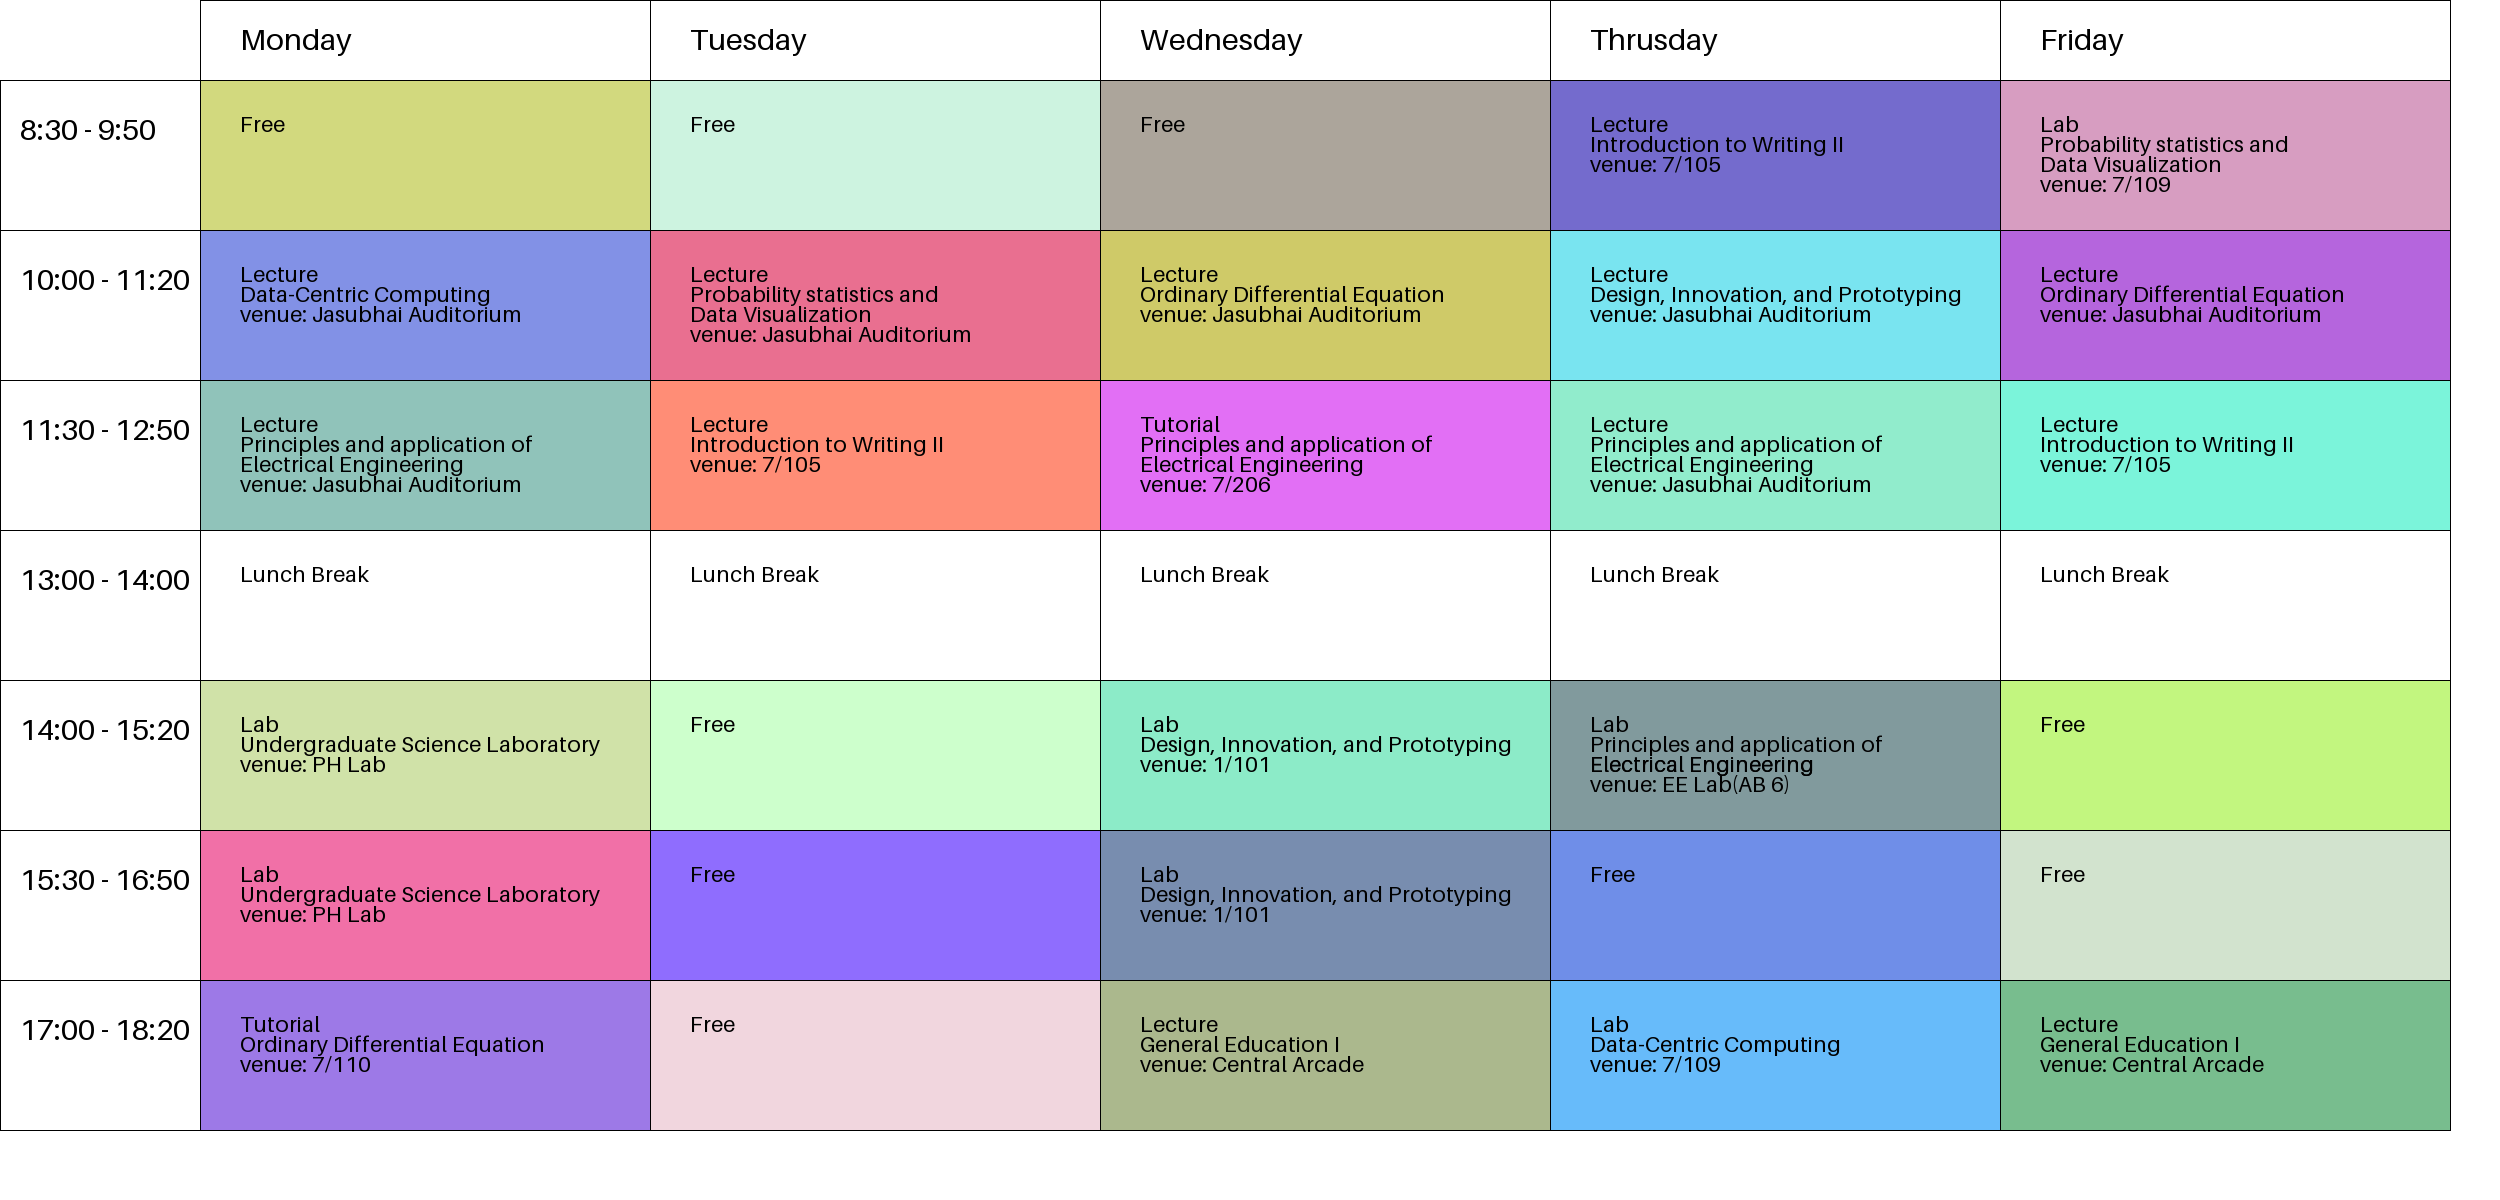 Monday
Tuesday
Wednesday
Thrusday
Friday
8:30 - 9:50
Free
Free
Free
Lecture
Introduction to Writing II
venue: 7/105
Lab
Probability statistics and
Data Visualization
venue: 7/109
10:00 - 11:20
Lecture
Data-Centric Computing
venue: Jasubhai Auditorium
Lecture
Probability statistics and
Data Visualization
venue: Jasubhai Auditorium
Lecture
Ordinary Differential Equation
venue: Jasubhai Auditorium
Lecture
Design, Innovation, and Prototyping
venue: Jasubhai Auditorium
Lecture
Ordinary Differential Equation
venue: Jasubhai Auditorium
11:30 - 12:50
Lecture
Principles and application of
Electrical Engineering
venue: Jasubhai Auditorium
Lecture
Introduction to Writing II
venue: 7/105
Tutorial
Principles and application of
Electrical Engineering
venue: 7/206
Lecture
Principles and application of
Electrical Engineering
venue: Jasubhai Auditorium
Lecture
Introduction to Writing II
venue: 7/105
13:00 - 14:00
Lunch Break
Lunch Break
Lunch Break
Lunch Break
Lunch Break
14:00 - 15:20
Lab
Undergraduate Science Laboratory
venue: PH Lab
Free
Lab
Design, Innovation, and Prototyping
venue: 1/101
Lab
Principles and application of
Electrical Engineering
venue: EE Lab(AB 6)
Free
15:30 - 16:50
Lab
Undergraduate Science Laboratory
venue: PH Lab
Free
Lab
Design, Innovation, and Prototyping
venue: 1/101
Free
Free
17:00 - 18:20
Tutorial
Ordinary Differential Equation
venue: 7/110
Free
Lecture
General Education I
venue: Central Arcade
Lab
Data-Centric Computing
venue: 7/109
Lecture
General Education I
venue: Central Arcade